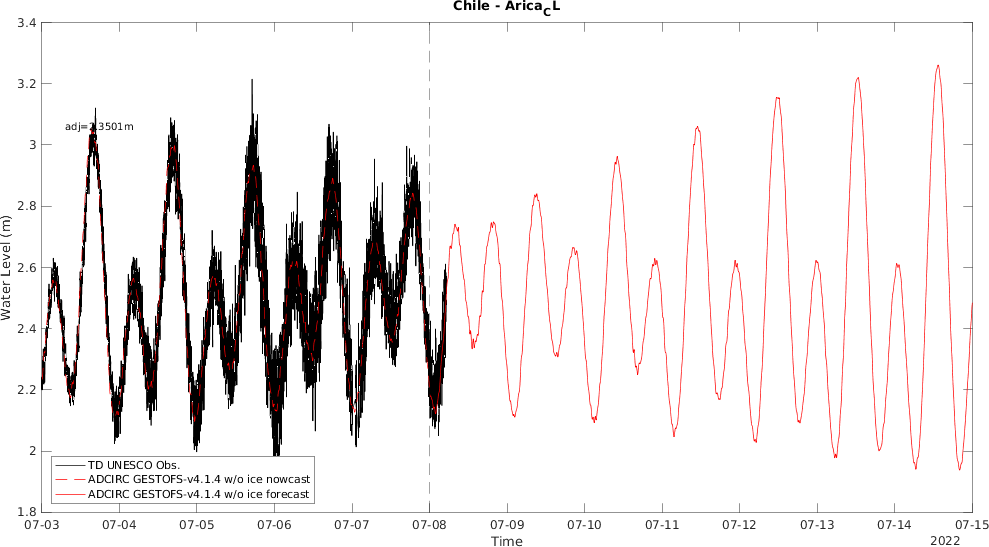 Chile - AricaCL
Water Level (m)
3.4
3.2
3
2.8
2.6
2.4
2.2
2
1.8
adj=2.3501m
TD UNESCO Obs.
ADCIRC GESTOFS-v4.1.4 w/o ice nowcast
ADCIRC GESTOFS-v4.1.4 w/o ice forecast
07-03 07-04 07-05 07-06 07-07 07-08 07-09 07-10 07-11 07-12 07-13 07-14 07-15
Time
2022